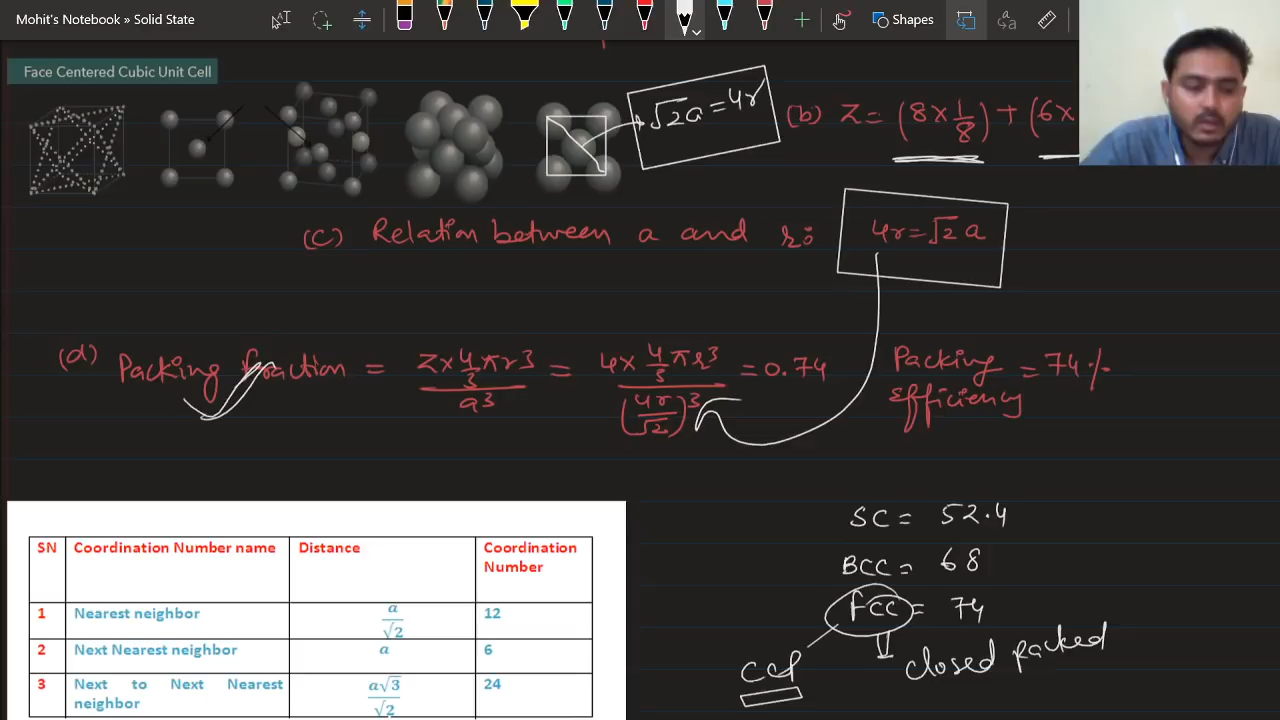 Mohit's Notebook » Solid State
Shapes
Face Centered Cubic Unit Cell
√2a = 4r
(b) Z = (8 × 1/8) + (6 ×
(c) Relation between a and r: 4r = √2 a
(d) Packing fraction = Z × 4/3 πr³ / a³ = 4 × 4/3 πr³ / (4r/√2)³ = 0.74
Packing efficiency = 74%
SC = 52.4
BCC = 68
fCC = 74
CCP
closed packed
SN Coordination Number name Distance Coordination Number
1 Nearest neighbor a/√2 12
2 Next Nearest neighbor a 6
3 Next to Next Nearest neighbor a√3/√2 24